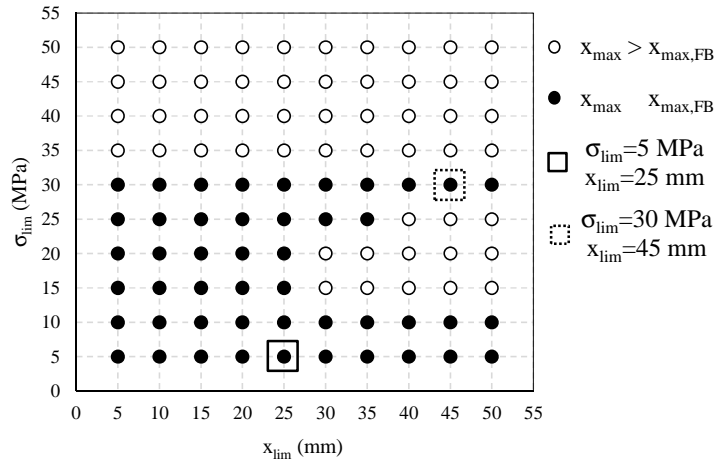 55
50
45
40
35
30
25
20
15
10
5
0
σlim (MPa)
0 5 10 15 20 25 30 35 40 45 50 55
xlim (mm)
xmax > xmax,FB
xmax xmax,FB
σlim=5 MPa
xlim=25 mm
σlim=30 MPa
xlim=45 mm